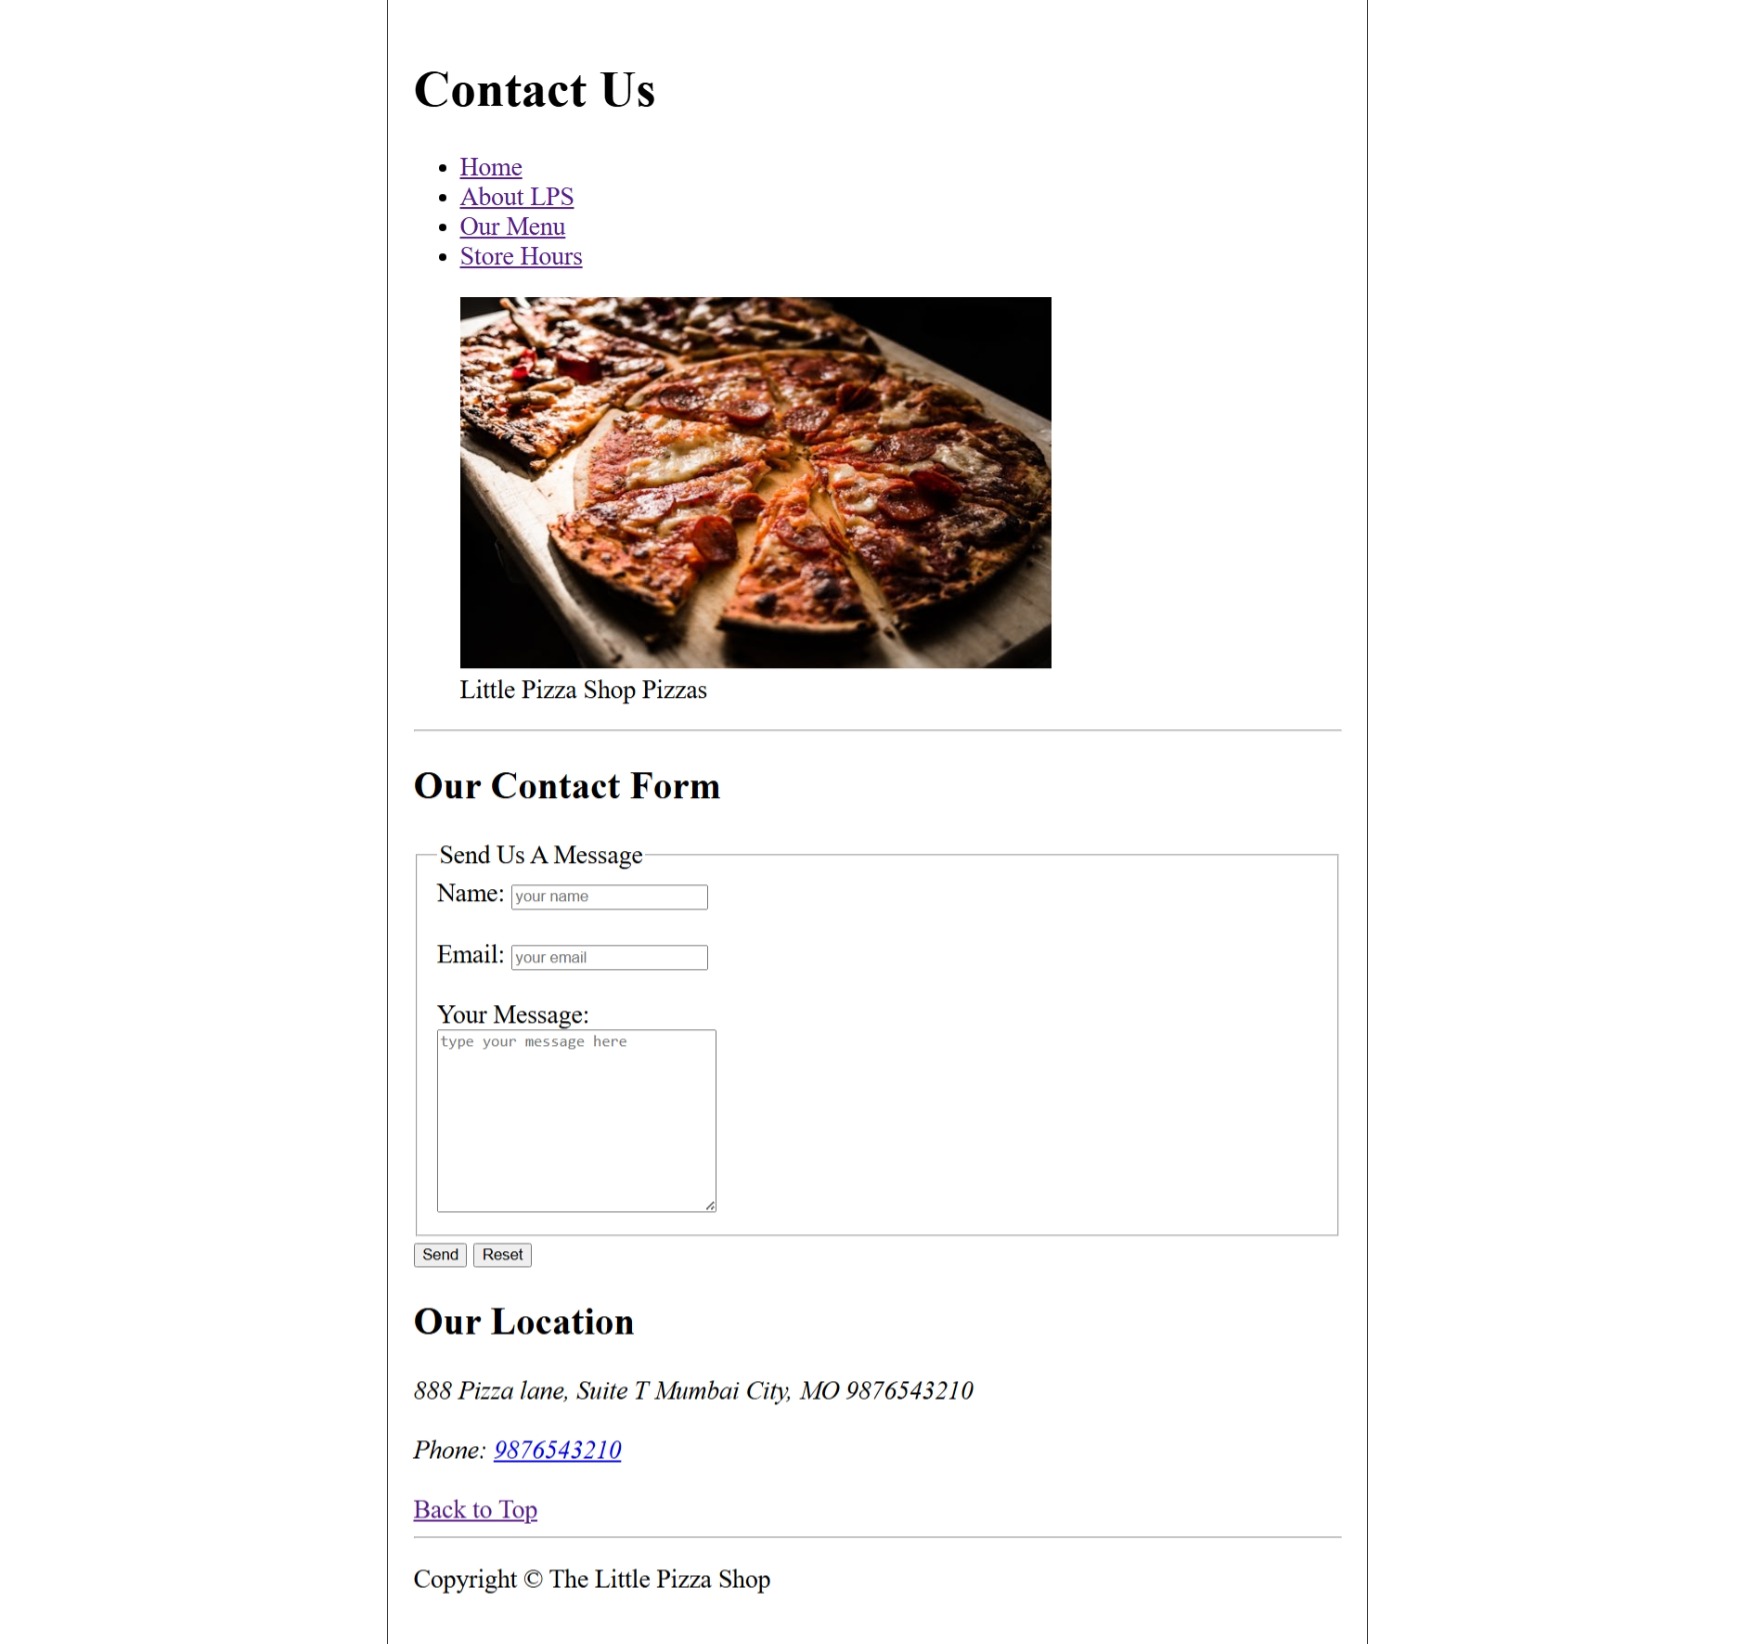 Contact Us
Home
About LPS
Our Menu
Store Hours
Little Pizza Shop Pizzas
Our Contact Form
Send Us A Message
Name: your name
Email: your email
Your Message:
type your message here
Send Reset
Our Location
888 Pizza lane, Suite T Mumbai City, MO 9876543210
Phone: 9876543210
Back to Top
Copyright © The Little Pizza Shop